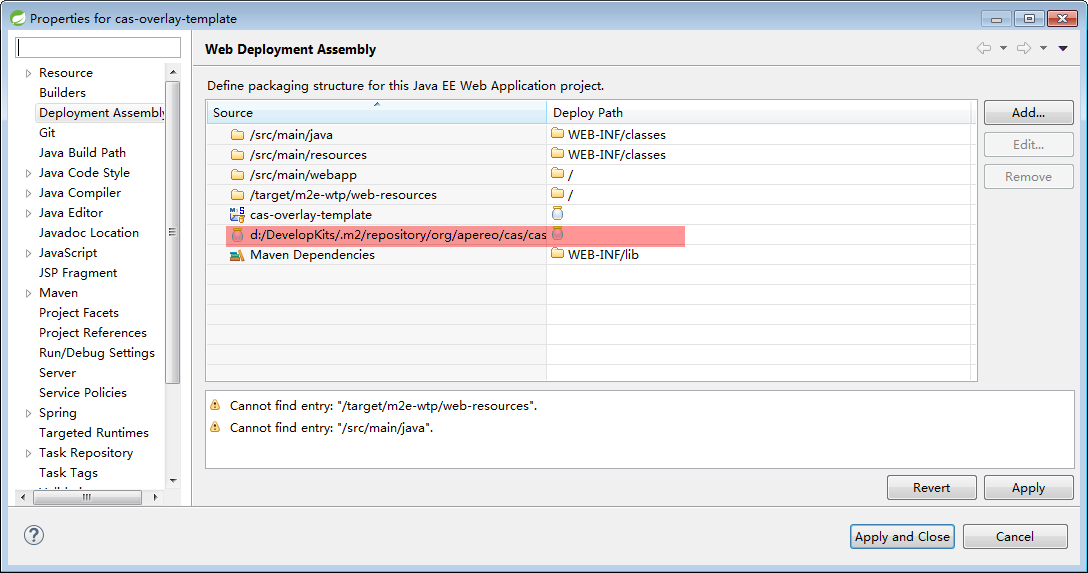 Properties for cas-overlay-template
Web Deployment Assembly
Resource
Builders
Deployment Assembly
Git
Java Build Path
Java Code Style
Java Compiler
Java Editor
Javadoc Location
JavaScript
JSP Fragment
Maven
Project Facets
Project References
Run/Debug Settings
Server
Service Policies
Spring
Targeted Runtimes
Task Repository
Task Tags
Define packaging structure for this Java EE Web Application project.
Source Deploy Path
/src/main/java WEB-INF/classes
/src/main/resources WEB-INF/classes
/src/main/webapp /
/target/m2e-wtp/web-resources /
cas-overlay-template
d:/DevelopKits/.m2/repository/org/apereo/cas/cas
Maven Dependencies WEB-INF/lib
Add...
Edit...
Remove
Cannot find entry: "/target/m2e-wtp/web-resources".
Cannot find entry: "/src/main/java".
Revert Apply
Apply and Close Cancel